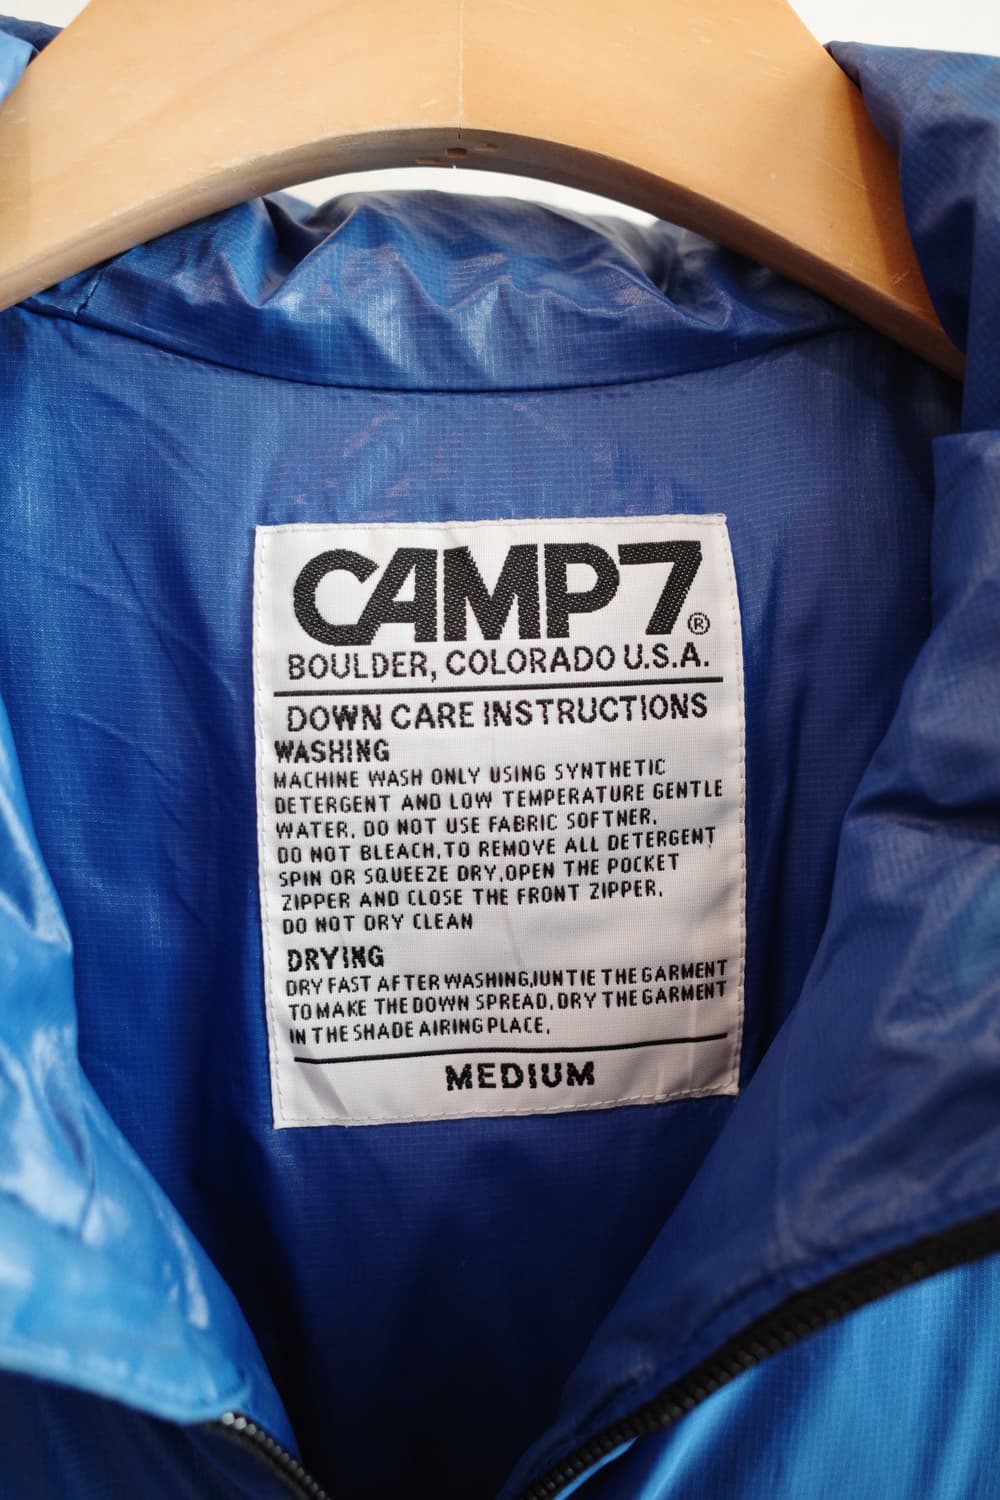 CAMP7®
BOULDER, COLORADO U.S.A.
DOWN CARE INSTRUCTIONS
WASHING
MACHINE WASH ONLY USING SYNTHETIC
DETERGENT AND LOW TEMPERATURE GENTLE
WATER. DO NOT USE FABRIC SOFTNER.
DO NOT BLEACH,TO REMOVE ALL DETERGENT
SPIN OR SQUEEZE DRY,OPEN THE POCKET
ZIPPER AND CLOSE THE FRONT ZIPPER.
DO NOT DRY CLEAN
DRYING
DRY FAST AFTER WASHING,IUNTIE THE GARMENT
TO MAKE THE DOWN SPREAD,DRY THE GARMENT
IN THE SHADE AIRING PLACE.
MEDIUM